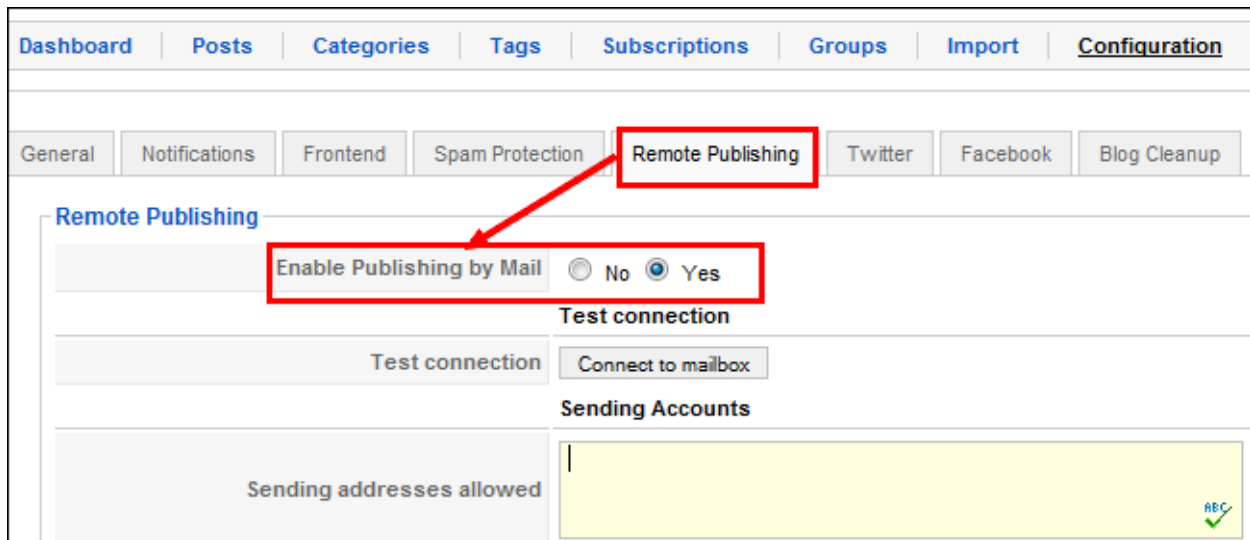 Dashboard Posts Categories Tags Subscriptions Groups Import Configuration
General Notifications Frontend Spam Protection Remote Publishing Twitter Facebook Blog Cleanup
Remote Publishing
Enable Publishing by Mail No Yes
Test connection
Test connection Connect to mailbox
Sending Accounts
Sending addresses allowed
ABC